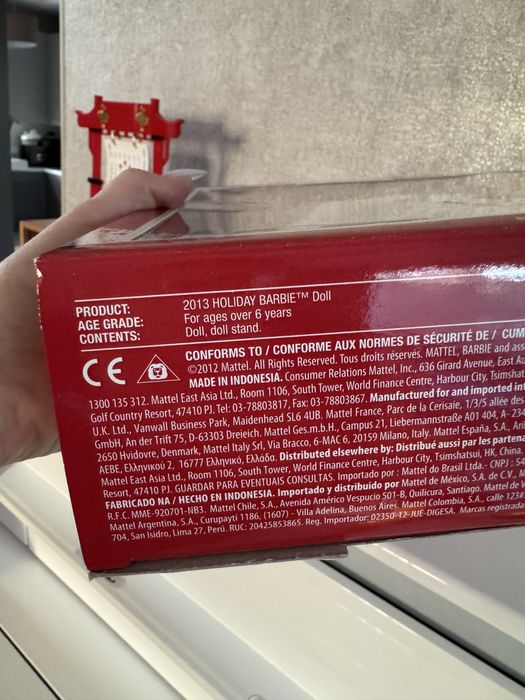 PRODUCT: 2013 HOLIDAY BARBIE™ Doll
AGE GRADE: For ages over 6 years
CONTENTS: Doll, doll stand.
CONFORMS TO / CONFORME AUX NORMES DE SÉCURITÉ DE / CUM
CE ©2012 Mattel. All Rights Reserved. Tous droits réservés. MATTEL, BARBIE and ass
MADE IN INDONESIA. Consumer Relations Mattel, Inc., 636 Girard Avenue, East Au
1300 135 312. Mattel East Asia Ltd., Room 1106, South Tower, World Finance Centre, Harbour City, Tsimshat
Golf Country Resort, 47410 PJ. Tel: 03-78803817, Fax: 03-78803867. Manufactured for and imported in
U.K. Ltd., Vanwall Business Park, Maidenhead SL6 4UB. Mattel France, Parc de la Cerisaie, 1/3/5 allée des
GmbH, An der Trift 75, D-63303 Dreieich. Mattel Ges.m.b.H., Campus 21, Liebermannstraße A01 404, A- 234
2650 Hvidovre, Denmark, Mattel Italy Srl, Via Bracco, 6-MAC 6, 20159 Milano, Italy. Mattel España, S.A., Ari
ΑΕΒΕ, Ελληνικού 2, 16777 Ελληνικό, Ελλάδα. Distributed elsewhere by: Distribué aussi par les partena
Mattel East Asia Ltd., Room 1106, South Tower, World Finance Centre, Harbour City, Tsimshatsui, HK, China.
Resort, 47410 PJ. GUARDAR PARA EVENTUAIS CONSULTAS. Importado por : Mattel do Brasil Ltda.- CNPJ : 54
FABRICADO NA / HECHO EN INDONESIA. Importado y distribuido por Mattel de México, S.A. de C.V., M
R.F.C. MME-920701-NB3. Mattel Chile, S.A., Avenida Américo Vespucio 501-B, Quilicura, Santiago. Mattel de V
Mattel Argentina, S.A., Curupaytí 1186, (1607) - Villa Adelina, Buenos Aires. Mattel Colombia, S.A., calle 123#
704, San Isidro, Lima 27, Perú. RUC: 20425853865. Reg. Importador: 02350-12-JUE-DIGESA. Marcas registrada